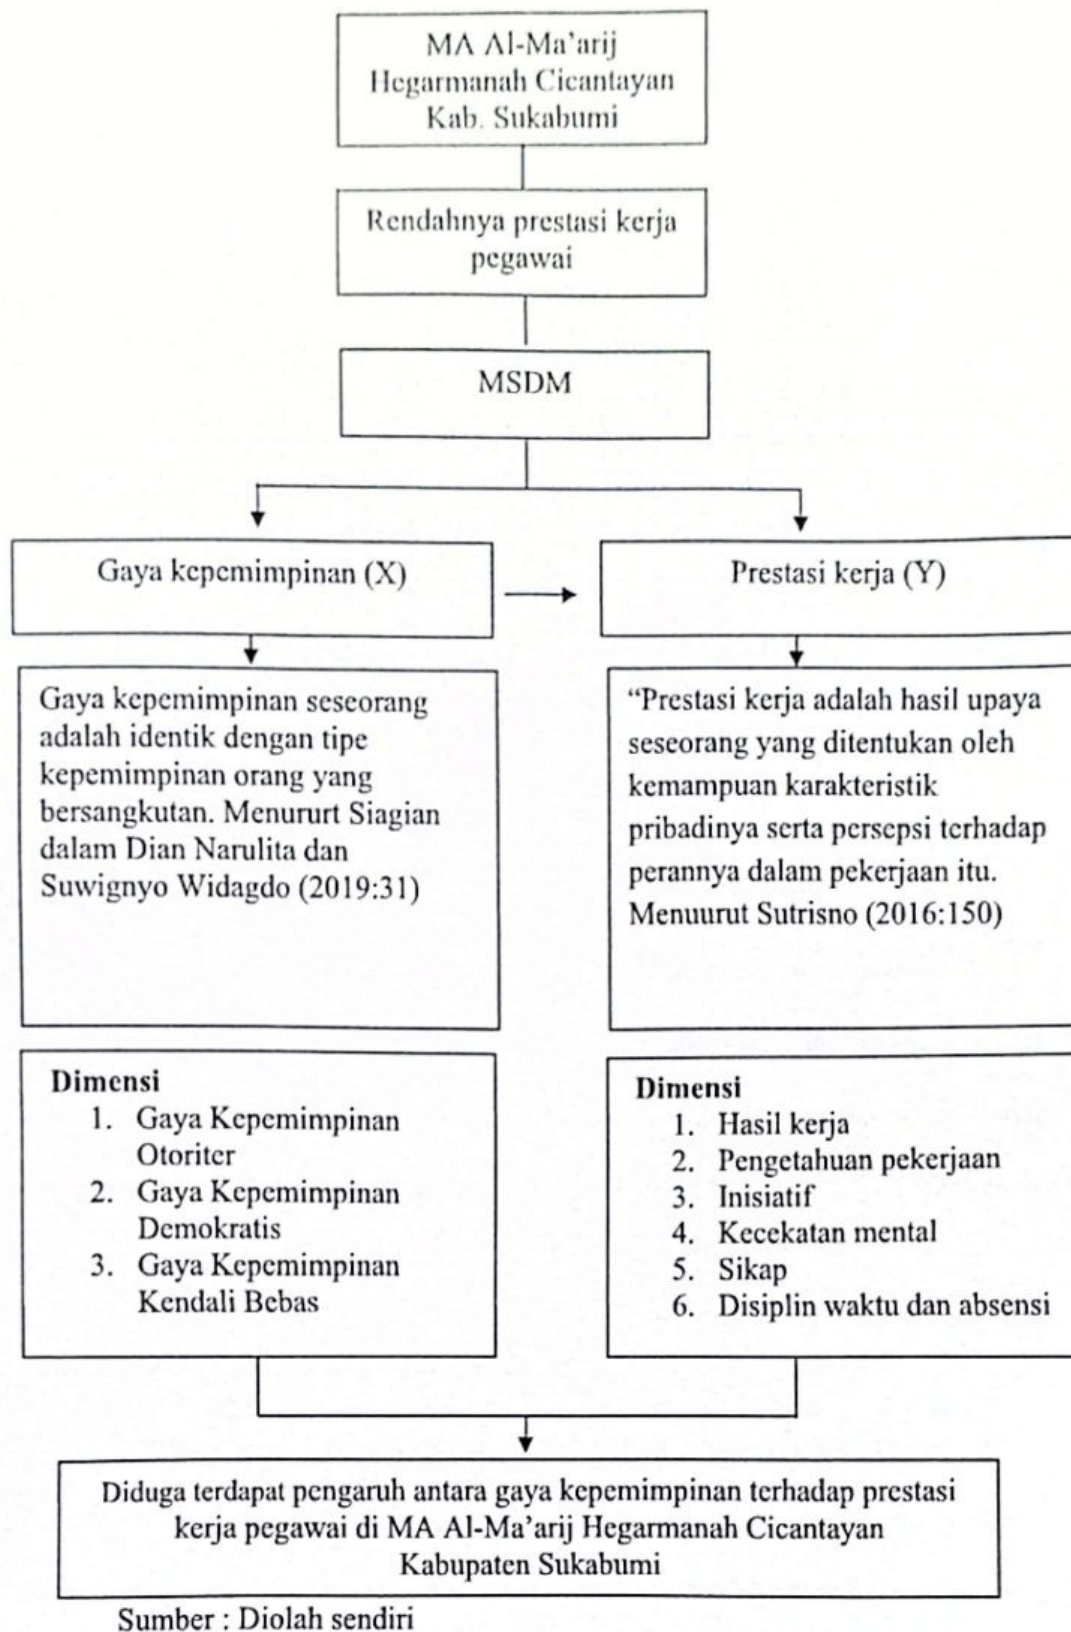 MA Al-Ma'arij
Hegarmanah Cicantayan
Kab. Sukabumi
Rendahnya prestasi kerja
pegawai
MSDM
Gaya kepemimpinan (X)
Prestasi kerja (Y)
Gaya kepemimpinan seseorang
adalah identik dengan tipe
kepemimpinan orang yang
bersangkutan. Menururt Siagian
dalam Dian Narulita dan
Suwignyo Widagdo (2019:31)
“Prestasi kerja adalah hasil upaya
seseorang yang ditentukan oleh
kemampuan karakteristik
pribadinya serta persepsi terhadap
perannya dalam pekerjaan itu.
Menuurut Sutrisno (2016:150)
Dimensi
1. Gaya Kepemimpinan
Otoriter
2. Gaya Kepemimpinan
Demokratis
3. Gaya Kepemimpinan
Kendali Bebas
Dimensi
1. Hasil kerja
2. Pengetahuan pekerjaan
3. Inisiatif
4. Kecekatan mental
5. Sikap
6. Disiplin waktu dan absensi
Diduga terdapat pengaruh antara gaya kepemimpinan terhadap prestasi
kerja pegawai di MA Al-Ma'arij Hegarmanah Cicantayan
Kabupaten Sukabumi
Sumber : Diolah sendiri